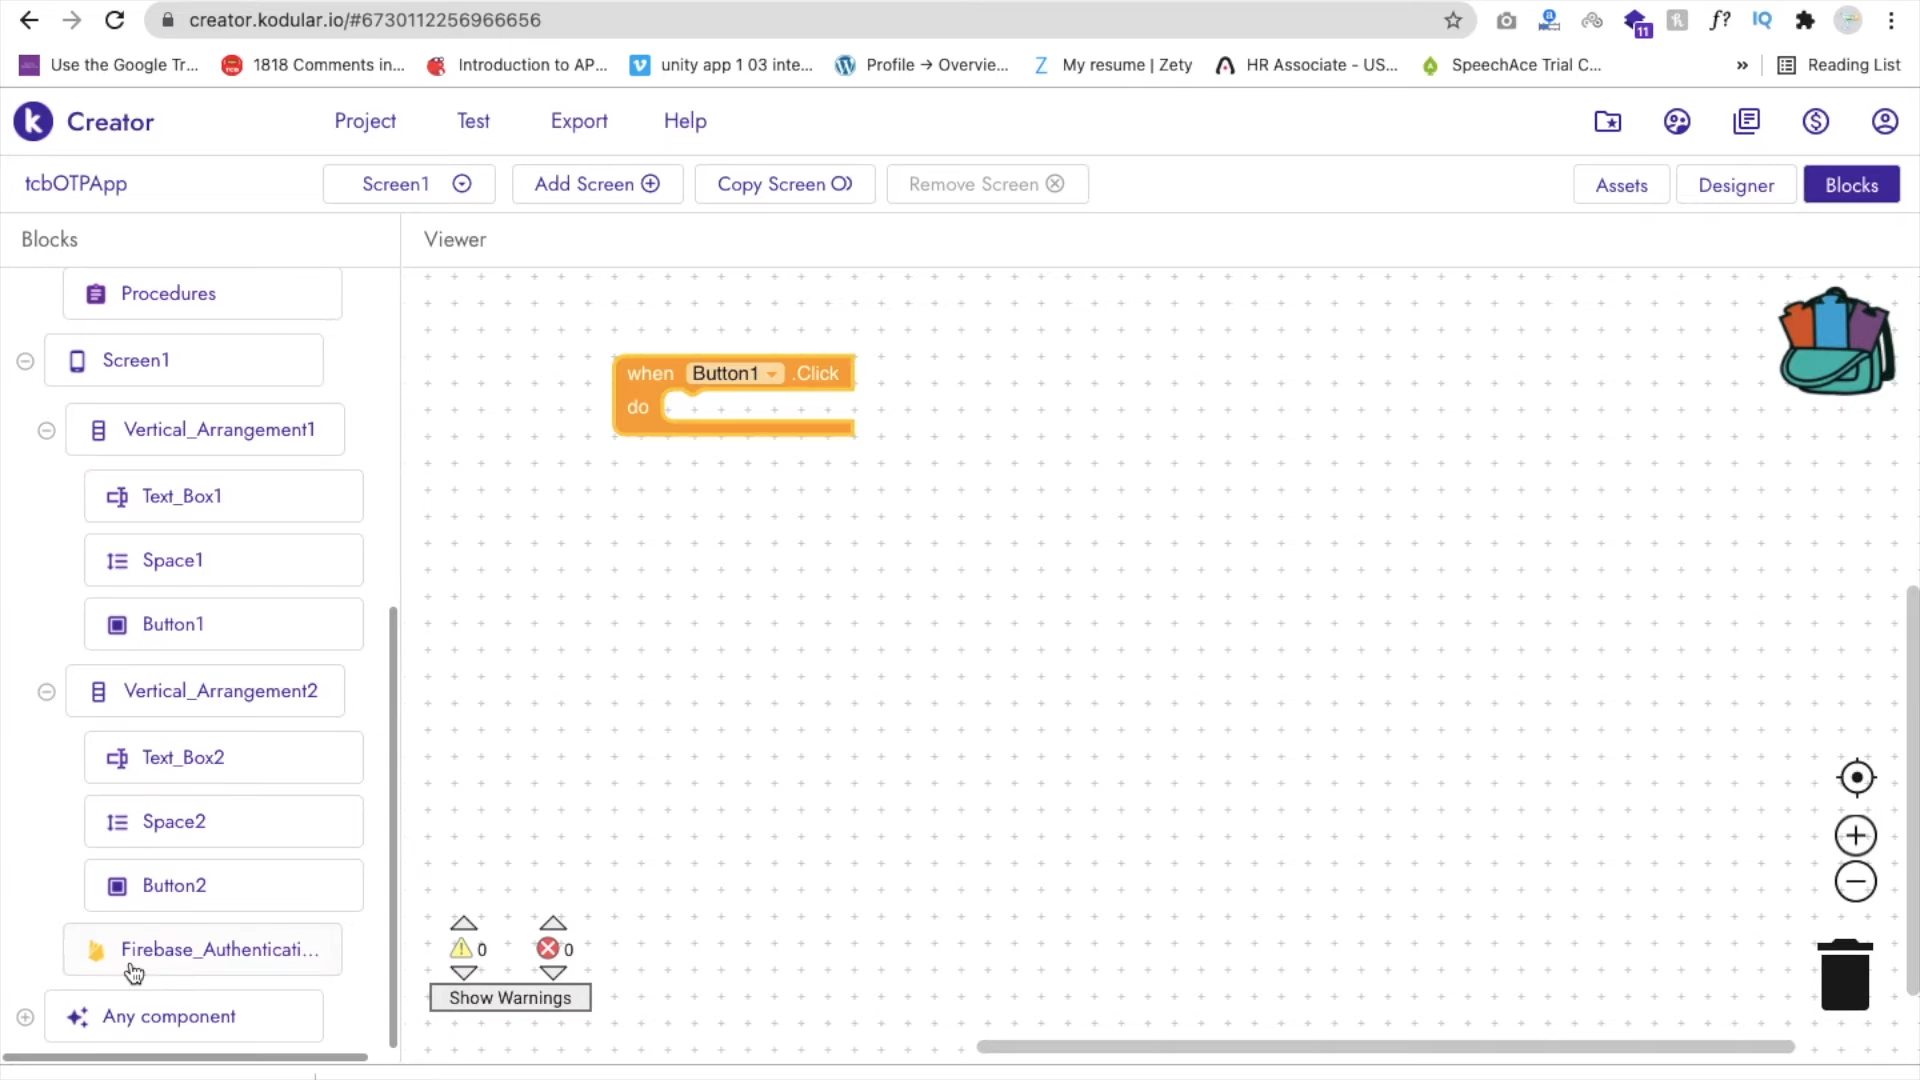 creator.kodular.io/#6730112256966656
11
Use the Google Tr...
1818 Comments in...
Introduction to AP...
unity app 1 03 inte...
Profile → Overvie...
My resume | Zety
HR Associate - US...
SpeechAce Trial C...
»
Reading List
Creator
Project
Test
Export
Help
tcbOTPApp
Screen1
Add Screen
Copy Screen
Remove Screen
Assets
Designer
Blocks
Blocks
Viewer
Procedures
Screen1
Vertical_Arrangement1
Text_Box1
Space1
Button1
Vertical_Arrangement2
Text_Box2
Space2
Button2
Firebase_Authenticati...
Any component
when Button1 .Click
do
0
0
Show Warnings